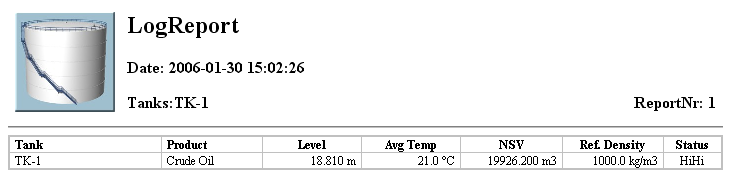 LogReport
Date: 2006-01-30 15:02:26
Tanks:TK-1 ReportNr: 1
Tank Product Level Avg Temp NSV Ref. Density Status
TK-1 Crude Oil 18.810 m 21.0 °C 19926.200 m3 1000.0 kg/m3 HiHi